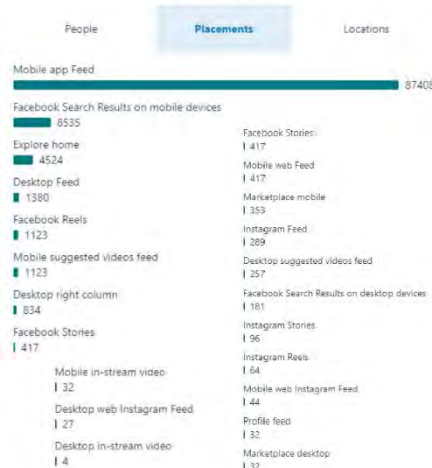 People
Placements
Locations
Mobile app Feed
87408
Facebook Search Results on mobile devices
8535
Explore home
4524
Desktop Feed
1380
Facebook Reels
1123
Mobile suggested videos feed
1123
Desktop right column
834
Facebook Stories
417
Facebook Stories
417
Mobile web Feed
417
Marketplace mobile
353
Instagram Feed
289
Desktop suggested videos feed
257
Facebook Search Results on desktop devices
181
Instagram Stories
96
Instagram Reels
64
Mobile web Instagram Feed
44
Profile feed
32
Marketplace desktop
32
Mobile in-stream video
32
Desktop web Instagram Feed
27
Desktop in-stream video
4